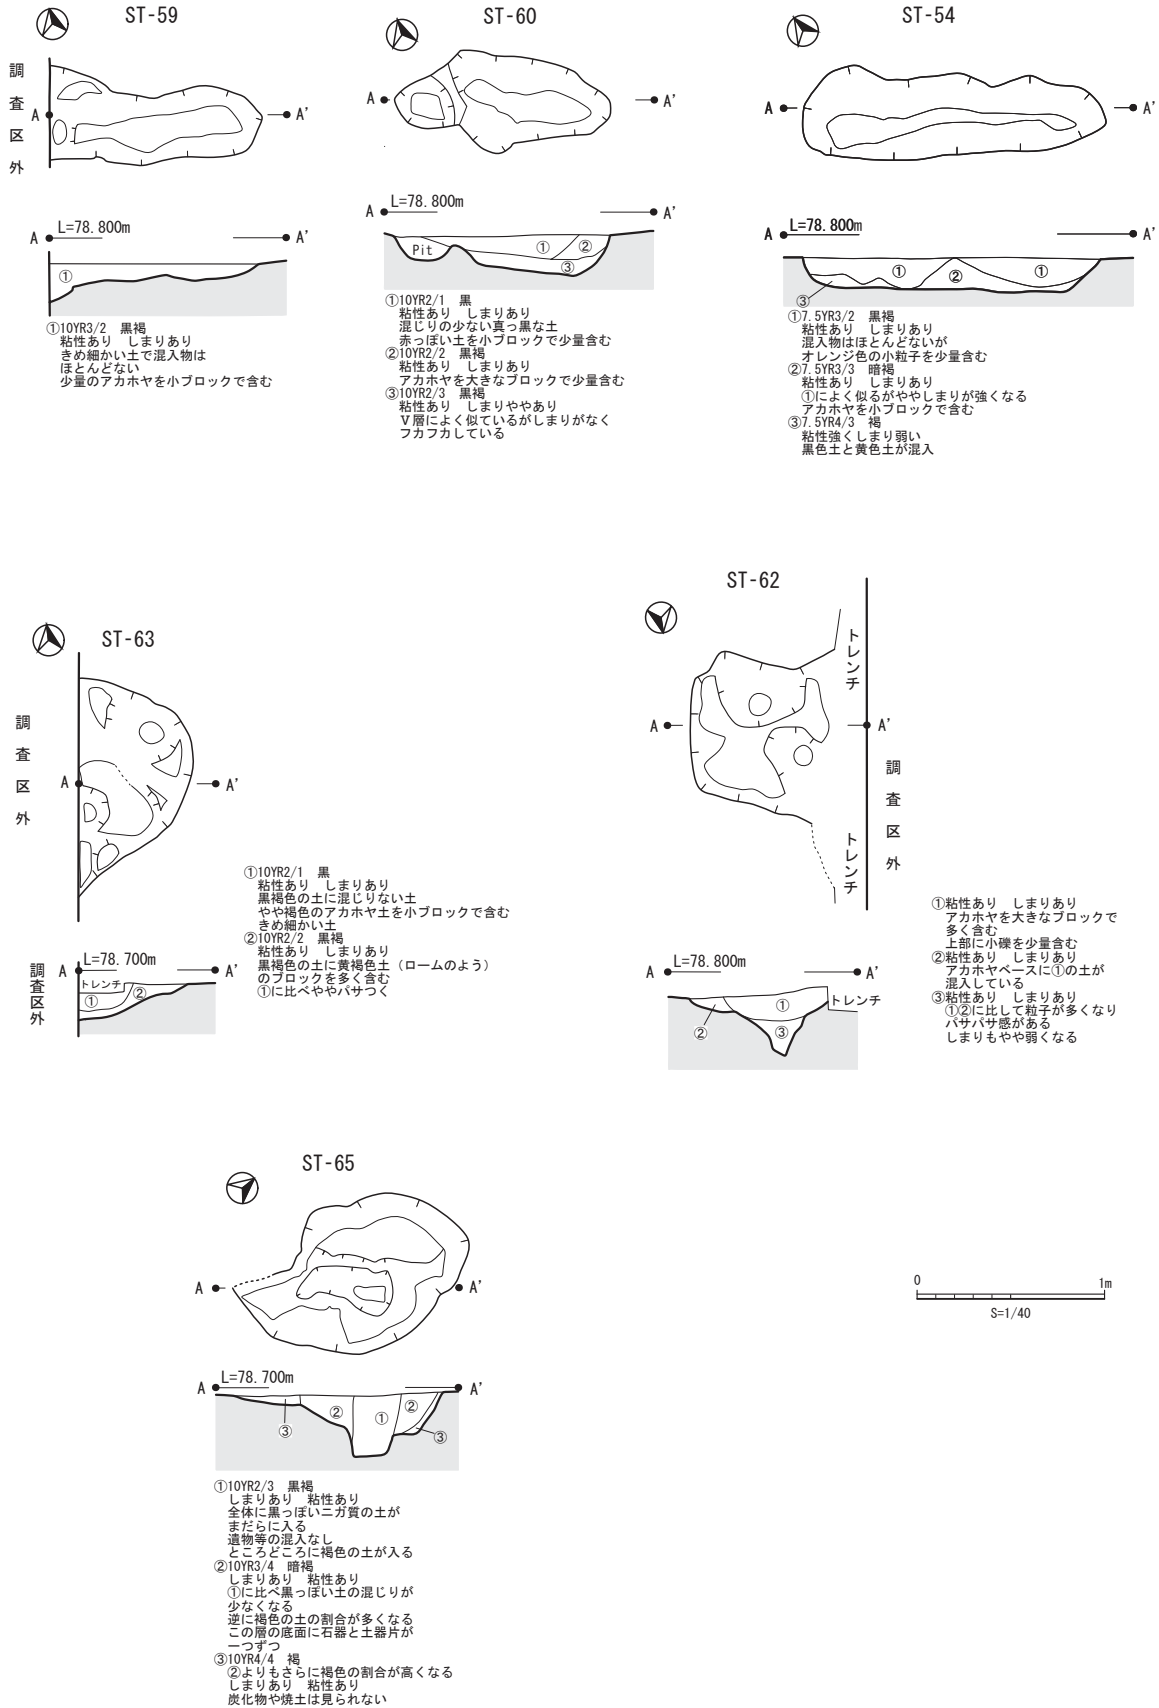 ST-59
調査区外
A
A'
A
L=78.800m
A'
①
①10YR3/2 黒褐
粘性あり しまりあり
きめ細かい土で混入物は
ほとんどない
少量のアカホヤを小ブロックで含む
ST-60
A
A'
A
L=78.800m
A'
Pit
①
②
③
①10YR2/1 黒
粘性あり しまりあり
混じりの少ない真っ黒な土
赤っぽい土を小ブロックで少量含む
②10YR2/2 黒褐
粘性あり しまりあり
アカホヤを大きなブロックで少量含む
③10YR2/3 黒褐
粘性あり しまりややあり
Ⅴ層によく似ているがしまりがなく
フカフカしている
ST-54
A
A'
A
L=78.800m
A'
①
②
①
③
①7.5YR3/2 黒褐
粘性あり しまりあり
混入物はほとんどないが
オレンジ色の小粒子を少量含む
②7.5YR3/3 暗褐
粘性あり しまりあり
①によく似るがややしまりが強くなる
アカホヤを小ブロックで含む
③7.5YR4/3 褐
粘性強くしまり弱い
黒色土と黄色土が混入
ST-63
調査区外
A
A'
調査区外
A
L=78.700m
A'
トレンチ
①
②
①10YR2/1 黒
粘性あり しまりあり
黒褐色の土に混じりない土
やや褐色のアカホヤ土を小ブロックで含む
きめ細かい土
②10YR2/2 黒褐
粘性あり しまりあり
黒褐色の土に黄褐色土（ロームのよう）
のブロックを多く含む
①に比べややパサつく
ST-62
トレンチ
A
A'
調査区外
トレンチ
A
L=78.800m
A'
①
トレンチ
②
③
①粘性あり しまりあり
アカホヤを大きなブロックで
多く含む
上部に小礫を少量含む
②粘性あり しまりあり
アカホヤベースに①の土が
混入している
③粘性あり しまりあり
①②に比して粒子が多くなり
パサパサ感がある
しまりもやや弱くなる
ST-65
A
A'
A
L=78.700m
A'
②
①
②
③
③
①10YR2/3 黒褐
しまりあり 粘性あり
全体に黒っぽいニガ質の土が
まだらに入る
遺物等の混入なし
ところどころに褐色の土が入る
②10YR3/4 暗褐
しまりあり 粘性あり
①に比べ黒っぽい土の混じりが
少なくなる
逆に褐色の土の割合が多くなる
この層の底面に石器と土器片が
一つずつ
③10YR4/4 褐
②よりもさらに褐色の割合が高くなる
しまりあり 粘性あり
炭化物や焼土は見られない
0
1m
S=1/40